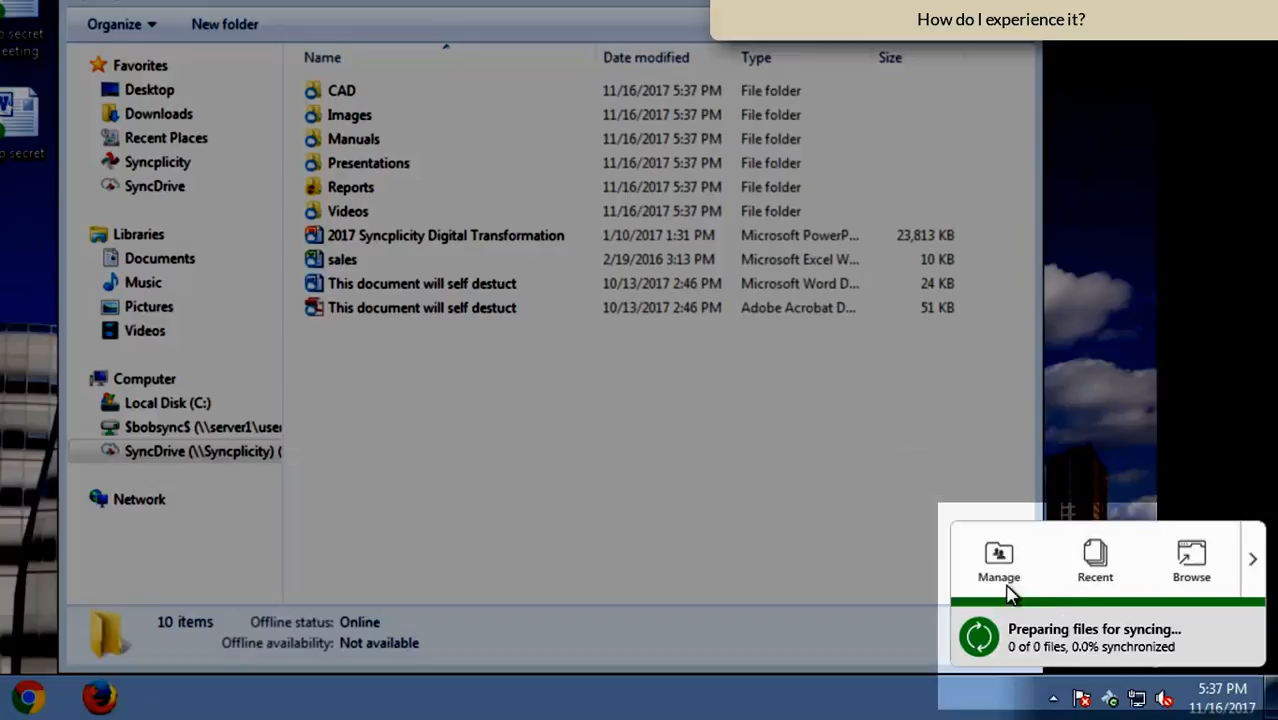 How do I experience it?
o secret
eeting
o secret
Organize
New folder
Name Date modified Type Size
Favorites
Desktop
Downloads
Recent Places
Syncplicity
SyncDrive
Libraries
Documents
Music
Pictures
Videos
Computer
Local Disk (C:)
$bobsync$ (\\server1\use
SyncDrive (\\Syncplicity) (
Network
CAD 11/16/2017 5:37 PM File folder
Images 11/16/2017 5:37 PM File folder
Manuals 11/16/2017 5:37 PM File folder
Presentations 11/16/2017 5:37 PM File folder
Reports 11/16/2017 5:37 PM File folder
Videos 11/16/2017 5:37 PM File folder
2017 Syncplicity Digital Transformation 1/10/2017 1:31 PM Microsoft PowerP... 23,813 KB
sales 2/19/2016 3:13 PM Microsoft Excel W... 10 KB
This document will self destuct 10/13/2017 2:46 PM Microsoft Word D... 24 KB
This document will self destuct 10/13/2017 2:46 PM Adobe Acrobat D... 51 KB
10 items Offline status: Online
Offline availability: Not available
Manage Recent Browse
Preparing files for syncing...
0 of 0 files, 0.0% synchronized
5:37 PM
11/16/2017